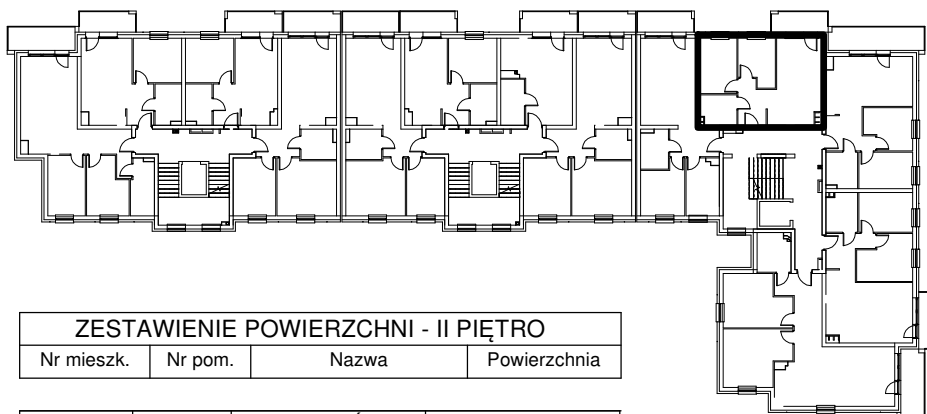 ZESTAWIENIE POWIERZCHNI - II PIĘTRO
Nr mieszk. Nr pom. Nazwa Powierzchnia